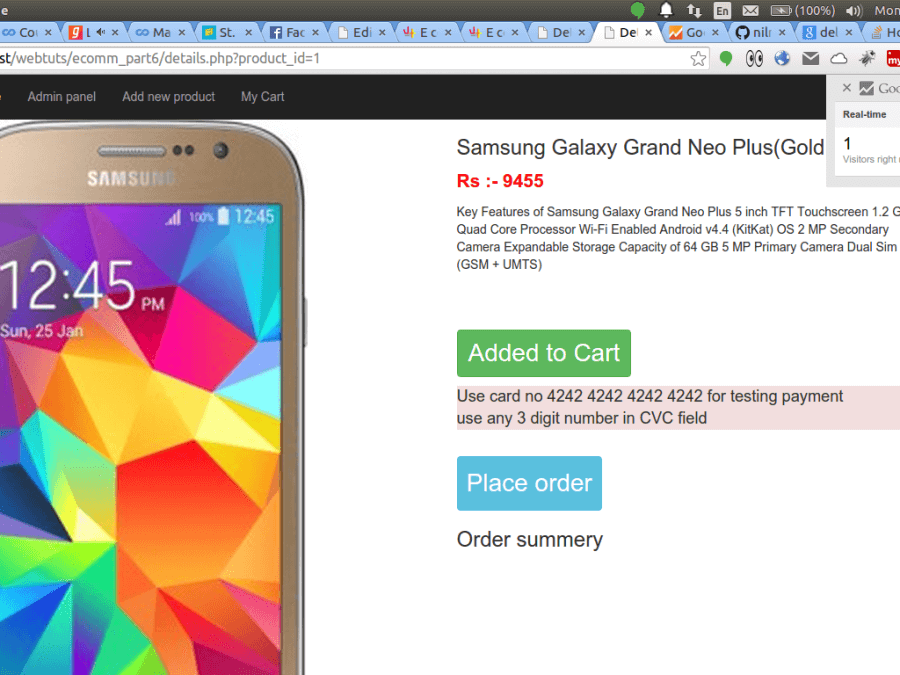 e
En
(100%)
Mon
Cou
L
Ma
St.
Fac
Edi
E c
E c
De
Del
Go
nilr
del
Ho
st/webtuts/ecomm_part6/details.php?product_id=1
my
Admin panel
Add new product
My Cart
Goo
Real-time
1
Visitors right
SAMSUNG
100%
12:45
12:45 PM
Sun, 25 Jan
Samsung Galaxy Grand Neo Plus(Gold
Rs :- 9455
Key Features of Samsung Galaxy Grand Neo Plus 5 inch TFT Touchscreen 1.2 G
Quad Core Processor Wi-Fi Enabled Android v4.4 (KitKat) OS 2 MP Secondary
Camera Expandable Storage Capacity of 64 GB 5 MP Primary Camera Dual Sim
(GSM + UMTS)
Added to Cart
Use card no 4242 4242 4242 4242 for testing payment
use any 3 digit number in CVC field
Place order
Order summery